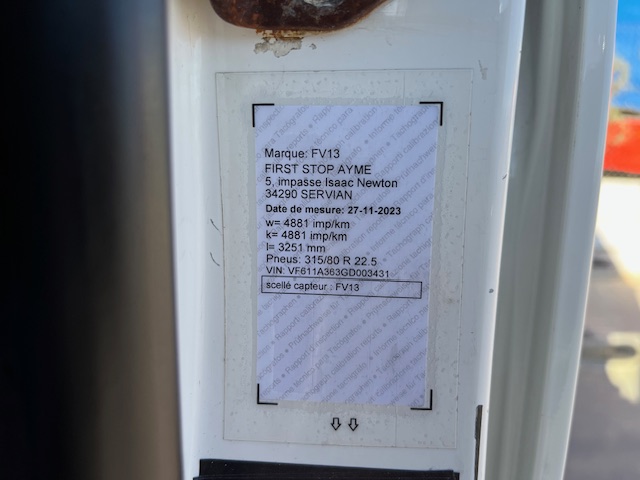 Marque: FV13
FIRST STOP AYME
5, impasse Isaac Newton
34290 SERVIAN
Date de mesure: 27-11-2023
w= 4881 imp/km
k= 4881 imp/km
l= 3251 mm
Pneus: 315/80 R 22.5
VIN: VF611A363GD003431
scellé capteur : FV13